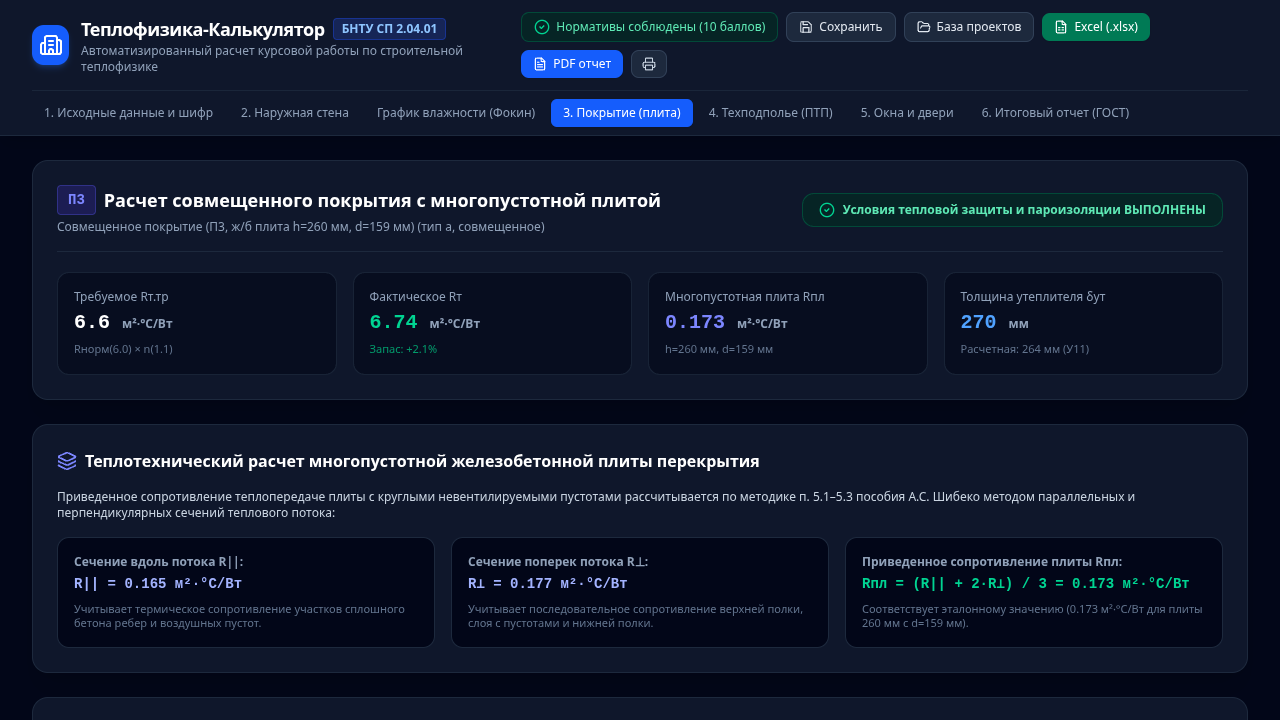 Теплофизика-Калькулятор БНТУ СП 2.04.01
Автоматизированный расчет курсовой работы по строительной
теплофизике
Нормативы соблюдены (10 баллов)
Сохранить
База проектов
Excel (.xlsx)
PDF отчет
1. Исходные данные и шифр
2. Наружная стена
График влажности (Фокин)
3. Покрытие (плита)
4. Техподполье (ПТП)
5. Окна и двери
6. Итоговый отчет (ГОСТ)
П3 Расчет совмещенного покрытия с многопустотной плитой
Совмещенное покрытие (П3, ж/б плита h=260 мм, d=159 мм) (тип а, совмещенное)
Условия тепловой защиты и пароизоляции ВЫПОЛНЕНЫ
Требуемое Rт.тр
6.6 м²·°С/Вт
Rнорм(6.0) × n(1.1)
Фактическое Rт
6.74 м²·°С/Вт
Запас: +2.1%
Многопустотная плита Rпл
0.173 м²·°С/Вт
h=260 мм, d=159 мм
Толщина утеплителя δут
270 мм
Расчетная: 264 мм (У11)
Теплотехнический расчет многопустотной железобетонной плиты перекрытия
Приведенное сопротивление теплопередаче плиты с круглыми невентилируемыми пустотами рассчитывается по методике п. 5.1–5.3 пособия А.С. Шибеко методом параллельных и
перпендикулярных сечений теплового потока:
Сечение вдоль потока R||:
R|| = 0.165 м²·°С/Вт
Учитывает термическое сопротивление участков сплошного
бетона ребер и воздушных пустот.
Сечение поперек потока R⊥:
R⊥ = 0.177 м²·°С/Вт
Учитывает последовательное сопротивление верхней полки,
слоя с пустотами и нижней полки.
Приведенное сопротивление плиты Rпл:
Rпл = (R|| + 2·R⊥) / 3 = 0.173 м²·°С/Вт
Соответствует эталонному значению (0.173 м²·°С/Вт для плиты
260 мм с d=159 мм).